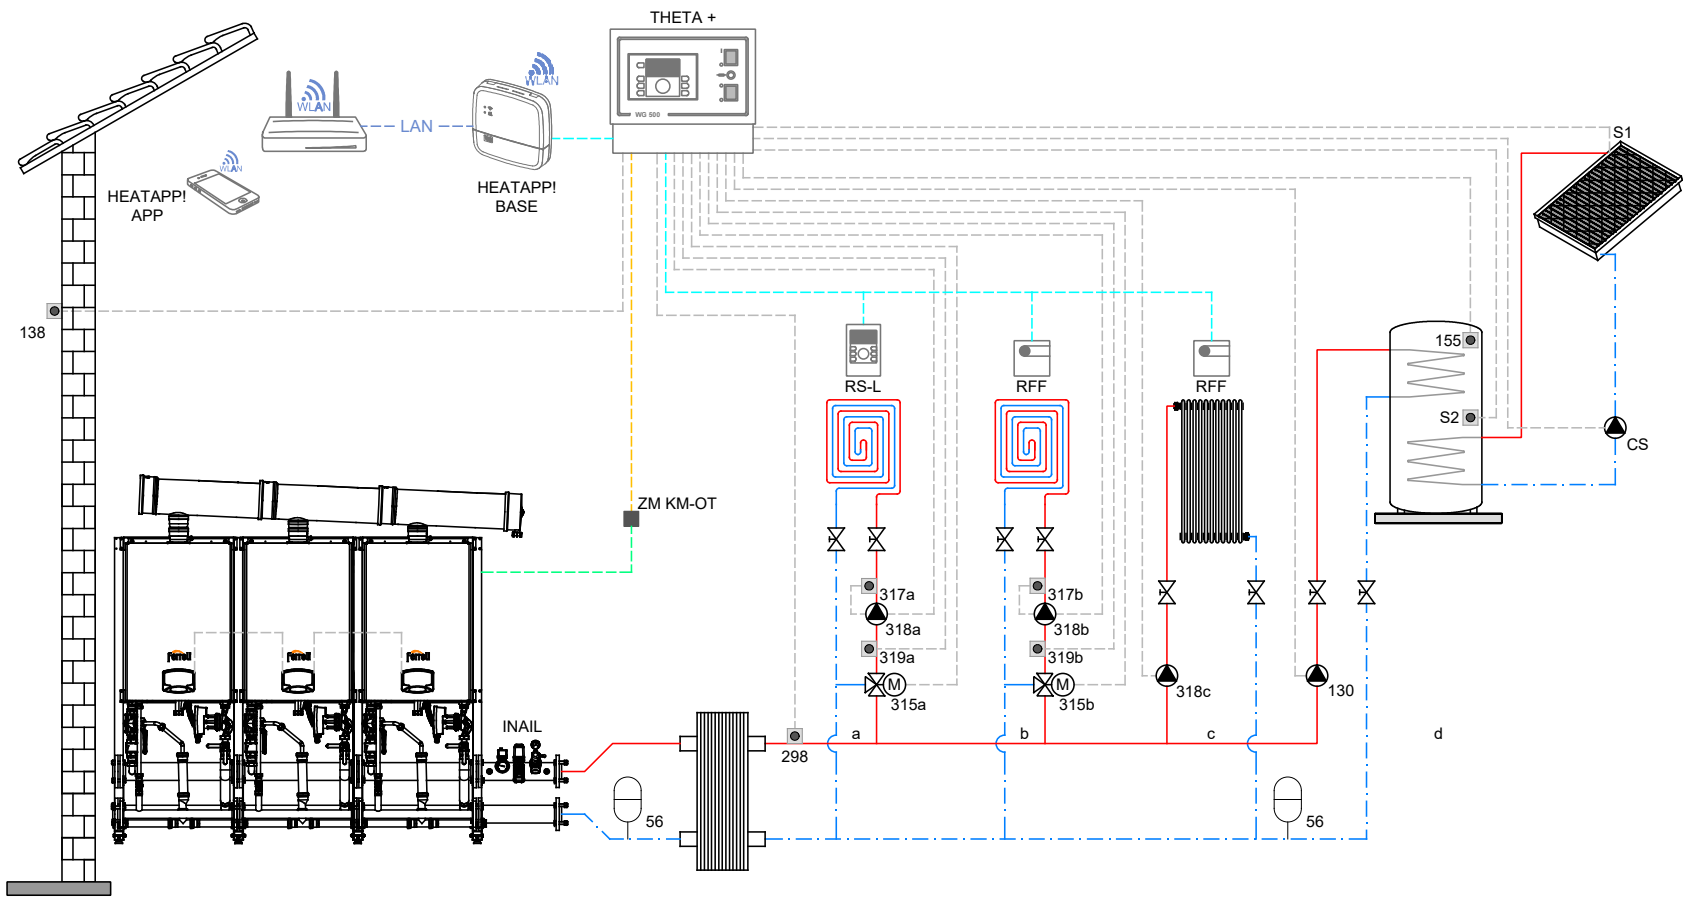 THETA +
WLAN
WLAN
LAN
WLAN
HEATAPP!
APP
HEATAPP!
BASE
WG 500
S1
138
155
S2
CS
RS-L
RFF
RFF
ZM KM-OT
317a
318a
319a
M
315a
317b
318b
319b
M
315b
318c
130
Ferroli
Ferroli
Ferroli
INAIL
298
a
b
c
d
56
56